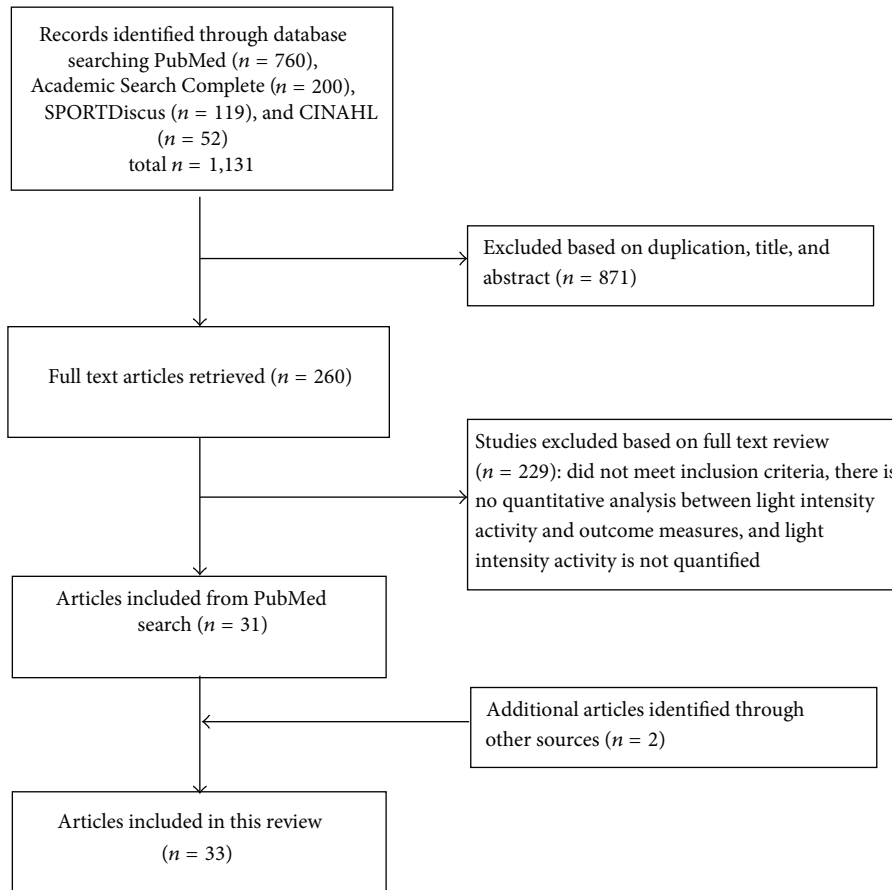 Records identified through database
searching PubMed (n = 760),
Academic Search Complete (n = 200),
SPORTDiscus (n = 119), and CINAHL
(n = 52)
total n = 1,131
Excluded based on duplication, title, and
abstract (n = 871)
Full text articles retrieved (n = 260)
Studies excluded based on full text review
(n = 229): did not meet inclusion criteria, there is
no quantitative analysis between light intensity
activity and outcome measures, and light
intensity activity is not quantified
Articles included from PubMed
search (n = 31)
Additional articles identified through
other sources (n = 2)
Articles included in this review
(n = 33)